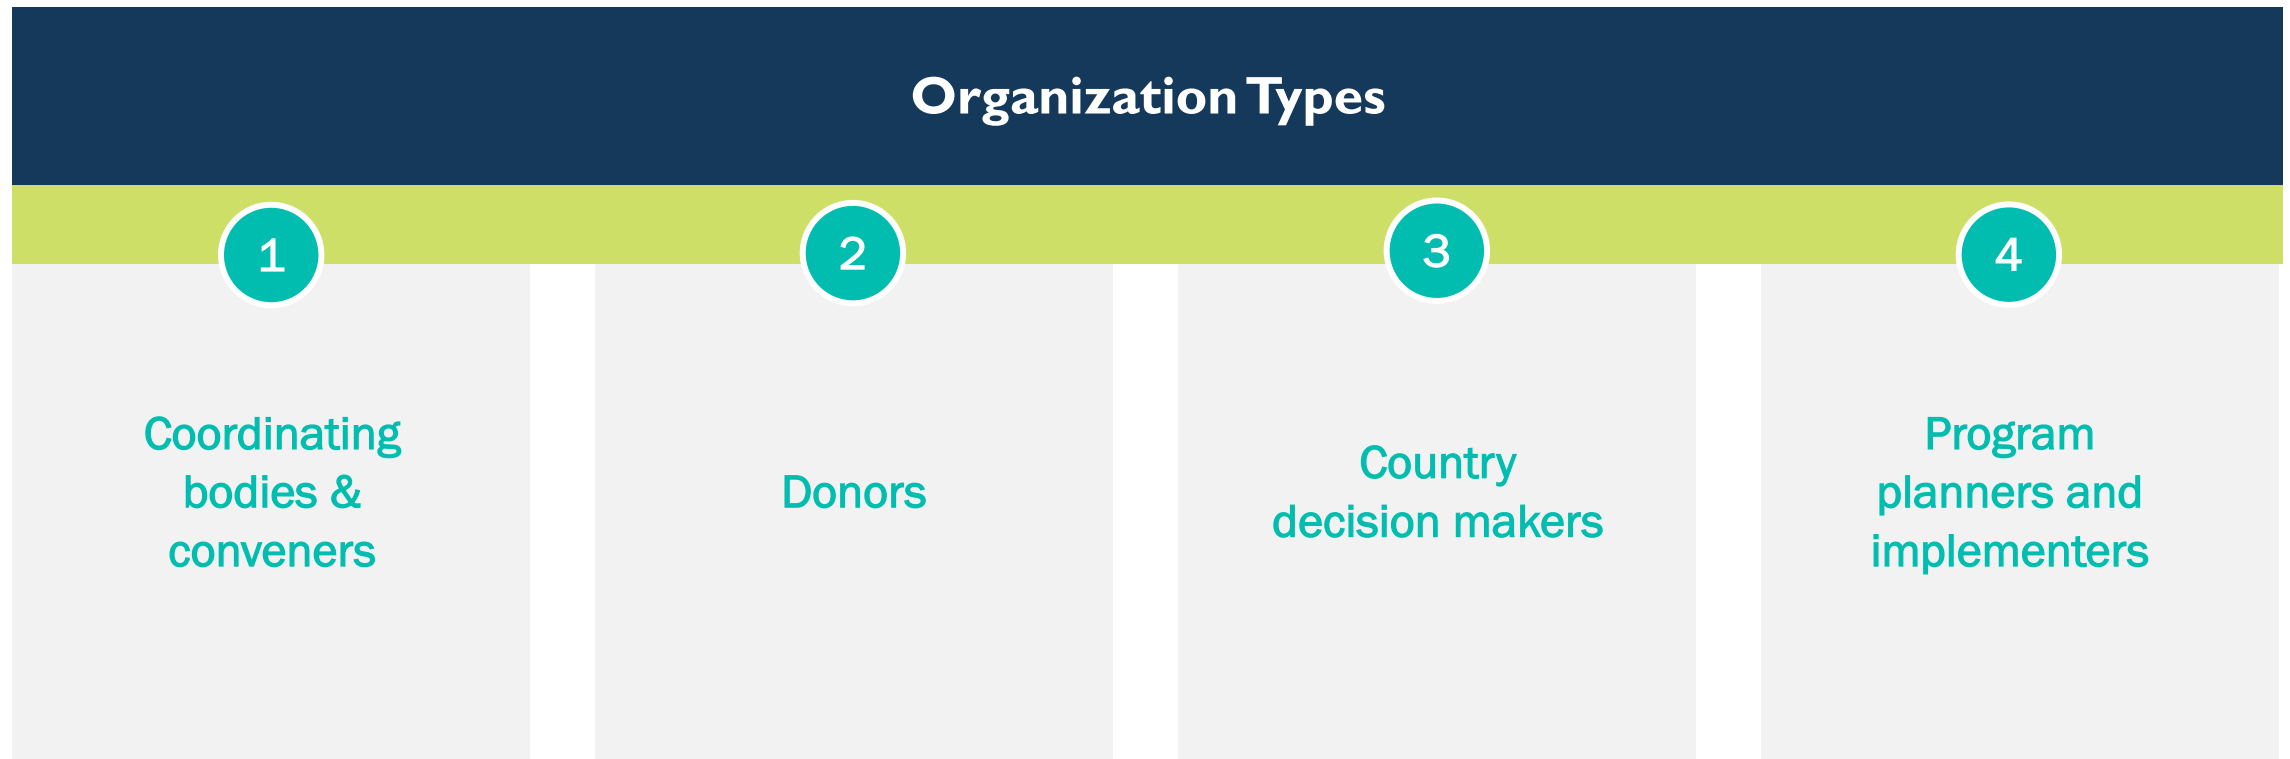 Organization Types
1
Coordinating
bodies &
conveners
2
Donors
3
Country
decision makers
4
Program
planners and
implementers